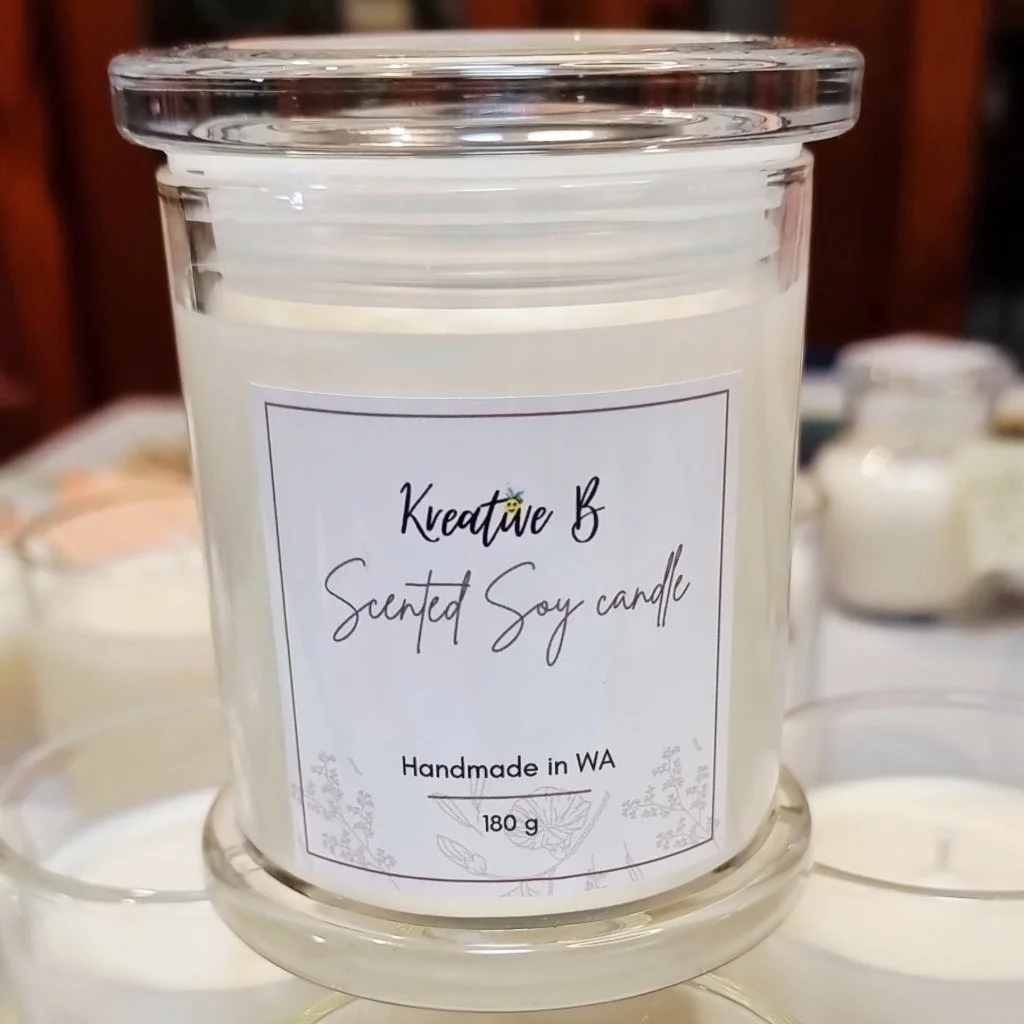 Kreative B
Scented Soy candle
Handmade in WA
180 g